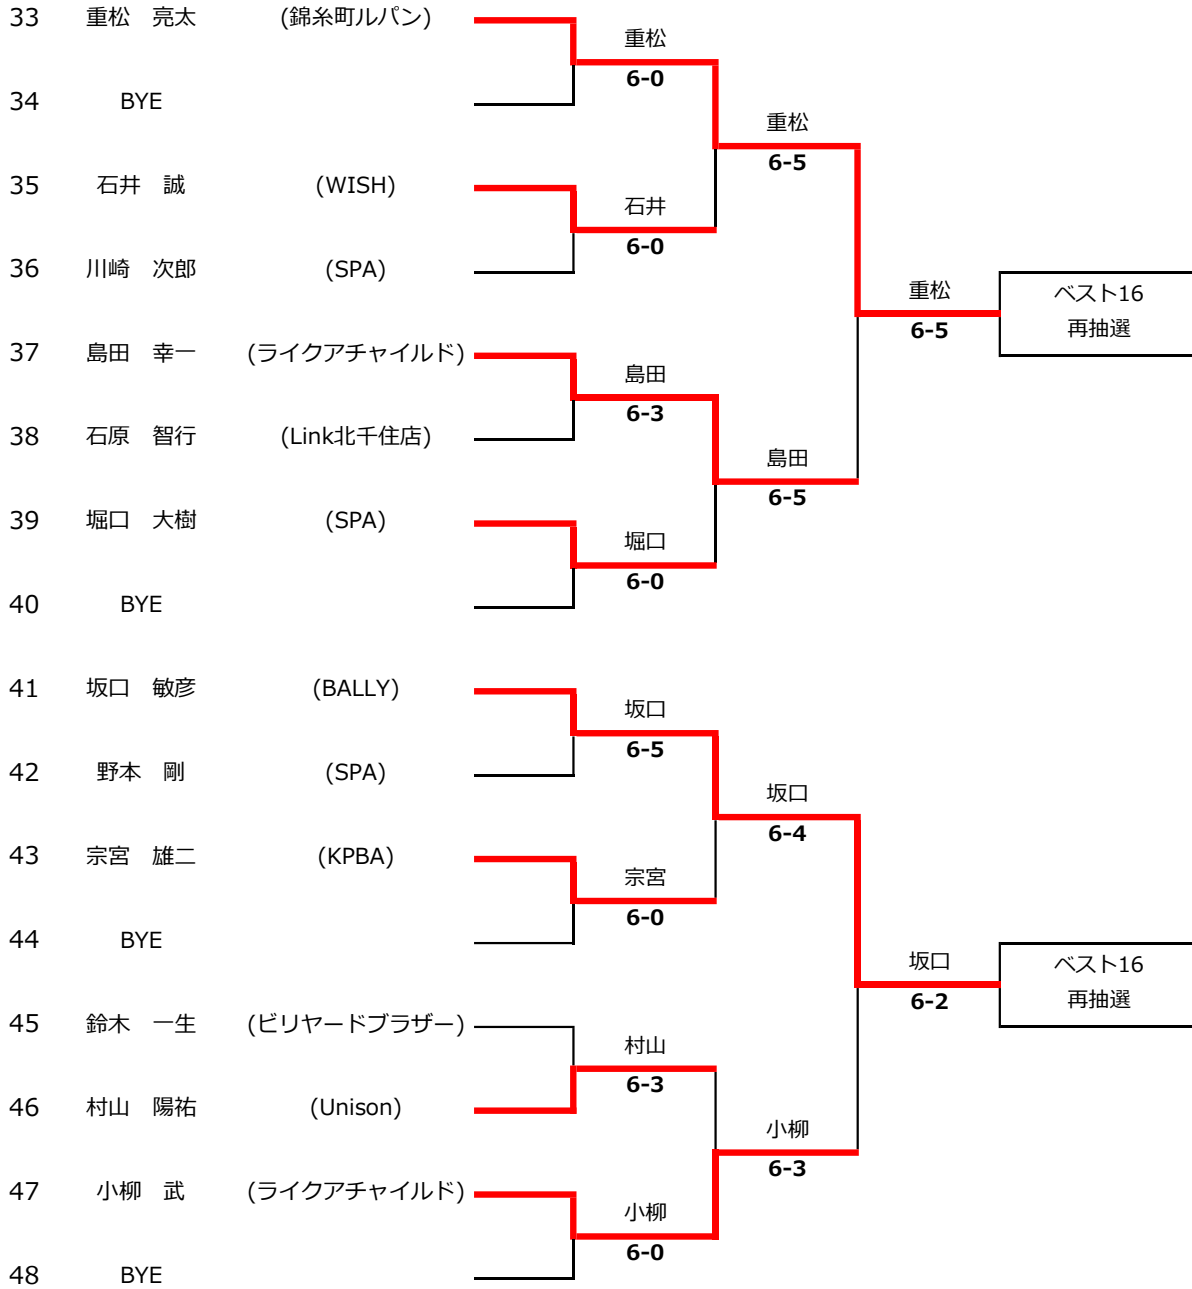 33 重松　亮太 (錦糸町ルパン)
重松
6-0
34 BYE
重松
6-5
35 石井　誠 (WISH)
石井
6-0
36 川崎　次郎 (SPA)
重松
6-5
ベスト16
再抽選
37 島田　幸一 (ライクアチャイルド)
島田
6-3
38 石原　智行 (Link北千住店)
島田
6-5
39 堀口　大樹 (SPA)
堀口
6-0
40 BYE
41 坂口　敏彦 (BALLY)
坂口
6-5
42 野本　剛 (SPA)
坂口
6-4
43 宗宮　雄二 (KPBA)
宗宮
6-0
44 BYE
坂口
6-2
ベスト16
再抽選
45 鈴木　一生 (ビリヤードブラザー)
村山
6-3
46 村山　陽祐 (Unison)
小柳
6-3
47 小柳　武 (ライクアチャイルド)
小柳
6-0
48 BYE